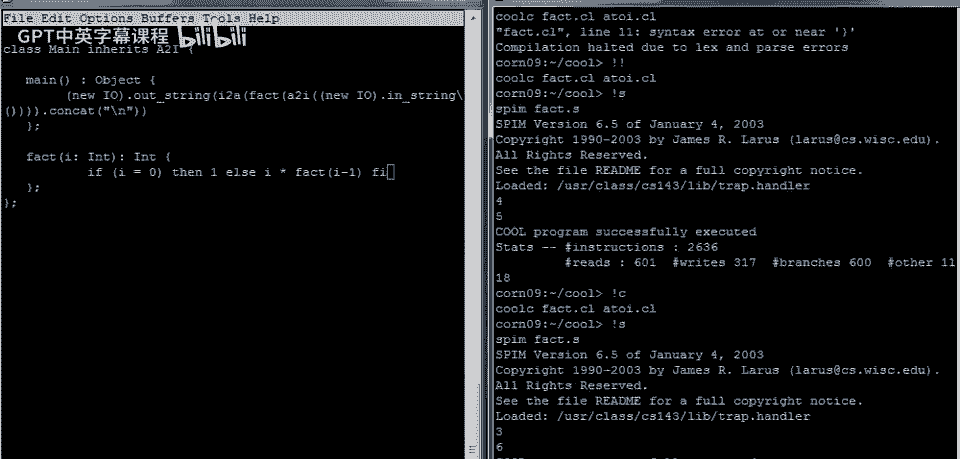 File Edit Options Buffers Tools Help
GPT中英字幕课程 bilibili
class Main inherits A2I {
main() : Object {
(new IO).out_string(i2a(fact(a2i((new IO).in_string\
()))).concat("\n"))
};
fact(i: Int): Int {
if (i = 0) then 1 else i * fact(i-1) fi
};
};
coolc fact.cl atoi.cl
"fact.cl", line 11: syntax error at or near '}'
Compilation halted due to lex and parse errors
corn09:~/cool> !!
coolc fact.cl atoi.cl
corn09:~/cool> !s
spim fact.s
SPIM Version 6.5 of January 4, 2003
Copyright 1990-2003 by James R. Larus (larus@cs.wisc.edu).
All Rights Reserved.
See the file README for a full copyright notice.
Loaded: /usr/class/cs143/lib/trap.handler
4
5
COOL program successfully executed
Stats -- #instructions : 2636
#reads : 601 #writes 317 #branches 600 #other 11
18
corn09:~/cool> !c
coolc fact.cl atoi.cl
corn09:~/cool> !s
spim fact.s
SPIM Version 6.5 of January 4, 2003
Copyright 1990-2003 by James R. Larus (larus@cs.wisc.edu).
All Rights Reserved.
See the file README for a full copyright notice.
Loaded: /usr/class/cs143/lib/trap.handler
3
6